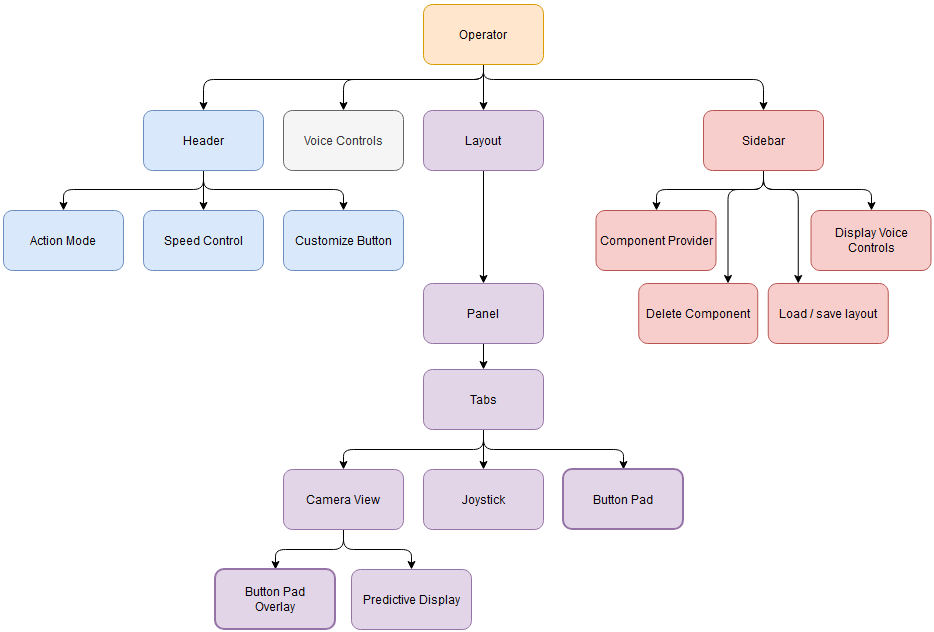 Operator
Header
Voice Controls
Layout
Sidebar
Action Mode
Speed Control
Customize Button
Component Provider
Display Voice
Controls
Delete Component
Load / save layout
Panel
Tabs
Camera View
Joystick
Button Pad
Button Pad
Overlay
Predictive Display